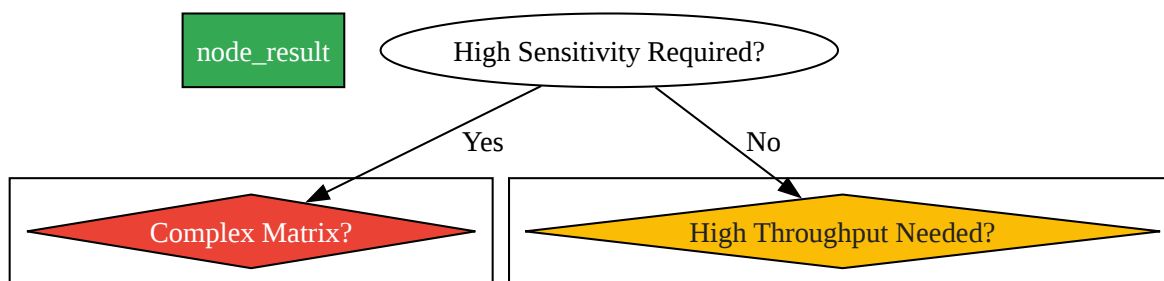 node_result
High Sensitivity Required?
Yes
No
Complex Matrix?
High Throughput Needed?